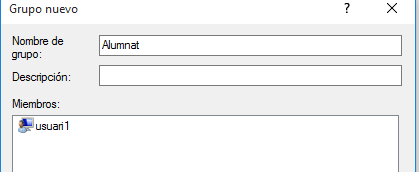 Grupo nuevo
?
Nombre de
grupo:
Alumnat
Descripción:
Miembros:
usuari1